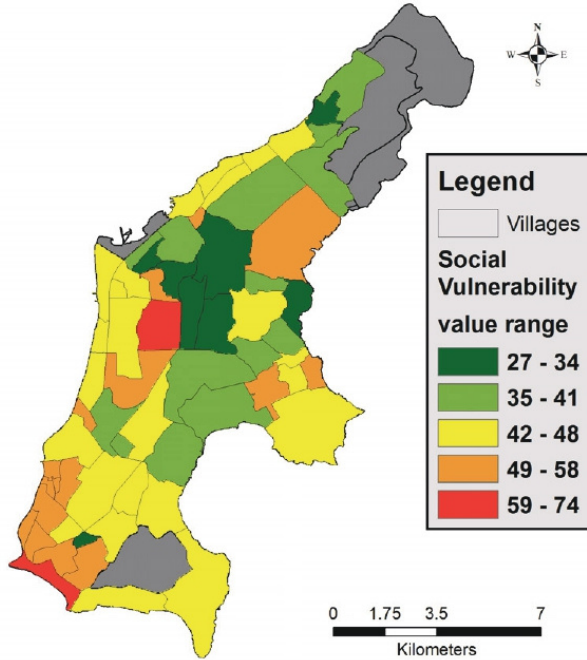 N
W E
S
Legend
Villages
Social
Vulnerability
value range
27 - 34
35 - 41
42 - 48
49 - 58
59 - 74
0 1.75 3.5 7
Kilometers